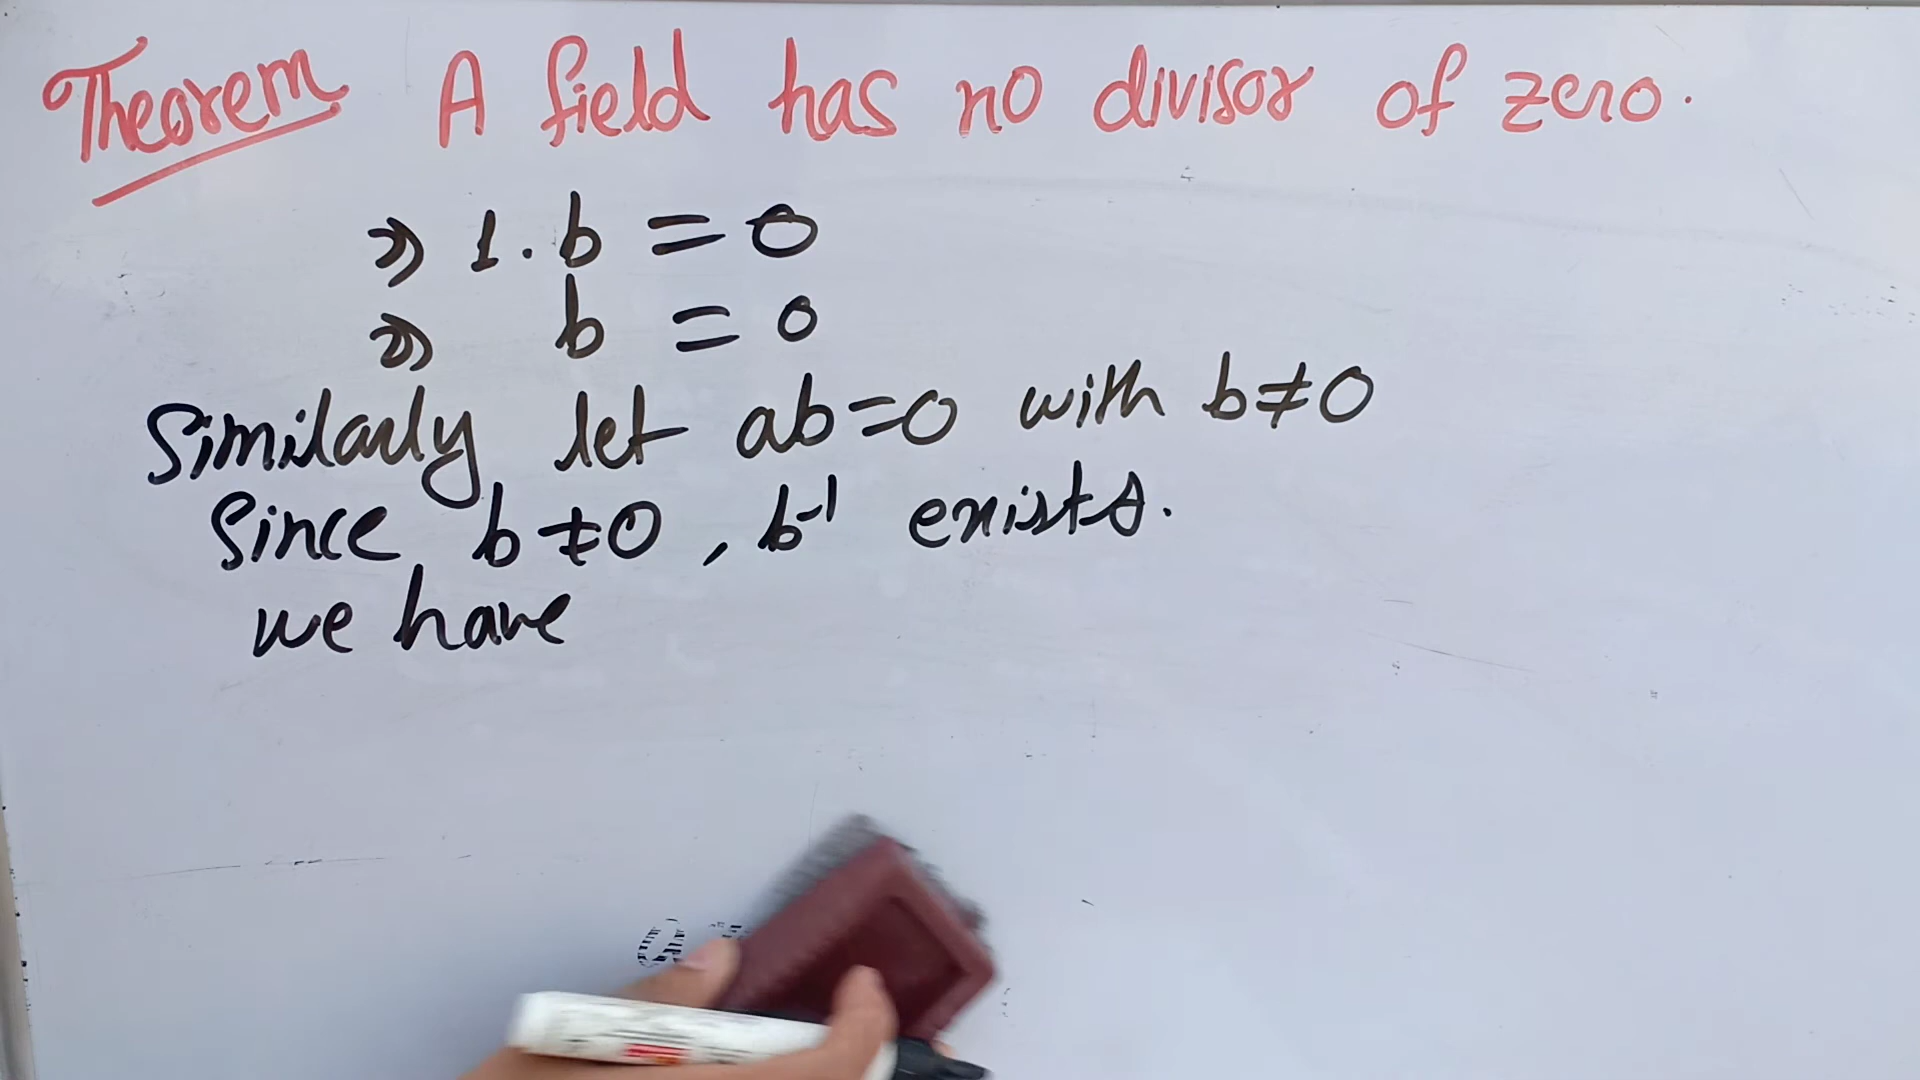 Theorem A field has no divisor of zero.
⇒ 1.b = 0
⇒ b = 0
Similarly let ab=0 with b≠0
Since b≠0, b⁻¹ exists.
we have